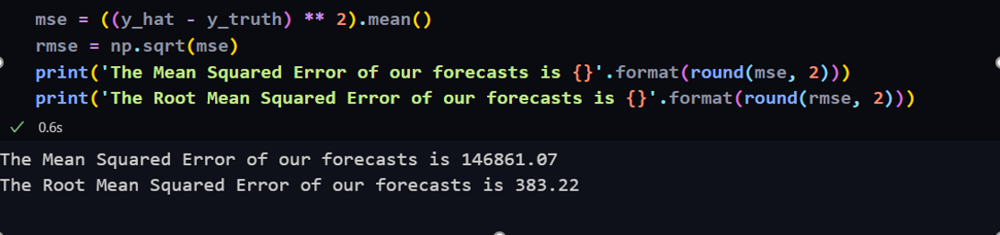 mse = ((y_hat - y_truth) ** 2).mean()
rmse = np.sqrt(mse)
print('The Mean Squared Error of our forecasts is {}'.format(round(mse, 2)))
print('The Root Mean Squared Error of our forecasts is {}'.format(round(rmse, 2)))
✓ 0.6s
The Mean Squared Error of our forecasts is 146861.07
The Root Mean Squared Error of our forecasts is 383.22